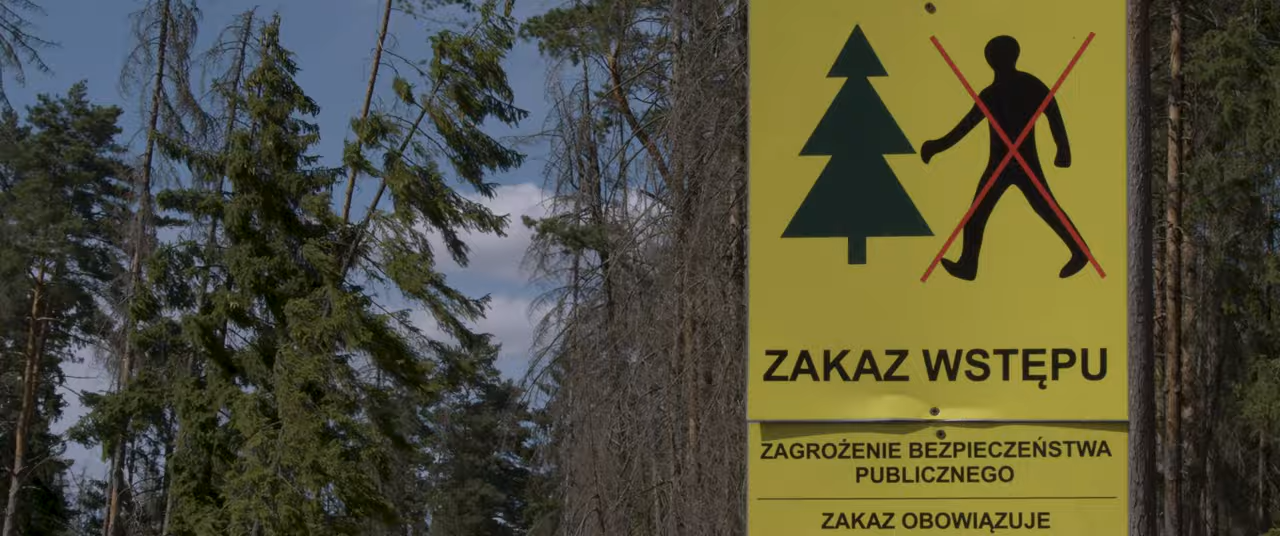 ZAKAZ WSTĘPU
ZAGROŻENIE BEZPIECZEŃSTWA
PUBLICZNEGO
ZAKAZ OBOWIĄZUJE